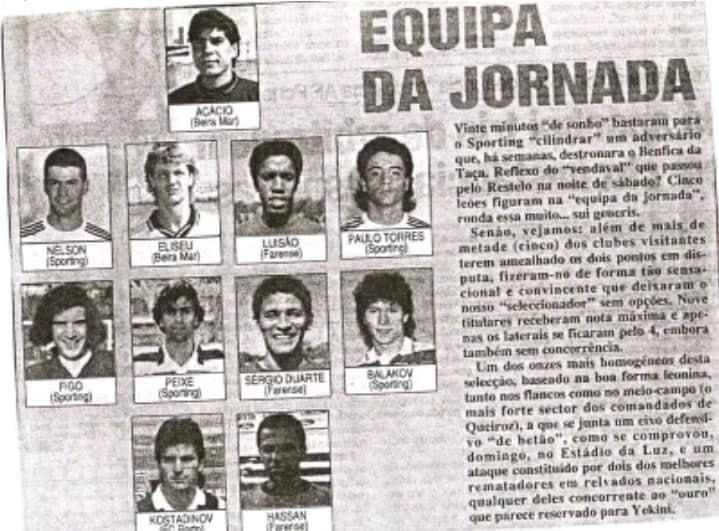 EQUIPA
DA JORNADA
ACÁCIO
(Beira Mar)
NELSON
(Sporting)
ELISEU
(Beira Mar)
LUISÃO
(Farense)
PAULO TORRES
(Sporting)
FIGO
(Sporting)
PEIXE
(Sporting)
SÉRGIO DUARTE
(Farense)
BALAKOV
(Sporting)
KOSTADINOV
(FC Porto)
HASSAN
(Farense)
Vinte minutos "de sonho" bastaram para
o Sporting "cilindrar" um adversário
que, há semanas, destronara o Benfica da
Taça. Reflexo do "vendaval" que passou
pelo Restelo na noite de sábado? Cinco
leões figuram na "equipa da jornada",
ronda essa muito... sui generis.
Senão, vejamos: além de mais de
metade (cinco) dos clubes visitantes
terem amealhado os dois pontos em dis-
puta, fizeram-no de forma tão sensa-
cional e convincente que deixaram o
nosso "seleccionador" sem opções. Nove
titulares receberam nota máxima e ape-
nas os laterais se ficaram pelo 4, embora
também sem concorrência.
Um dos onzes mais homogéneos desta
selecção, baseado na boa forma leonina,
tanto nos flancos como no meio-campo (o
mais forte sector dos comandados de
Queiroz), a que se junta um eixo defensi-
vo "de betão", como se comprovou,
domingo, no Estádio da Luz, e um
ataque constituído por dois dos melhores
rematadores em relvados nacionais,
qualquer deles concorrente ao "ouro"
que parece reservado para Yekini.